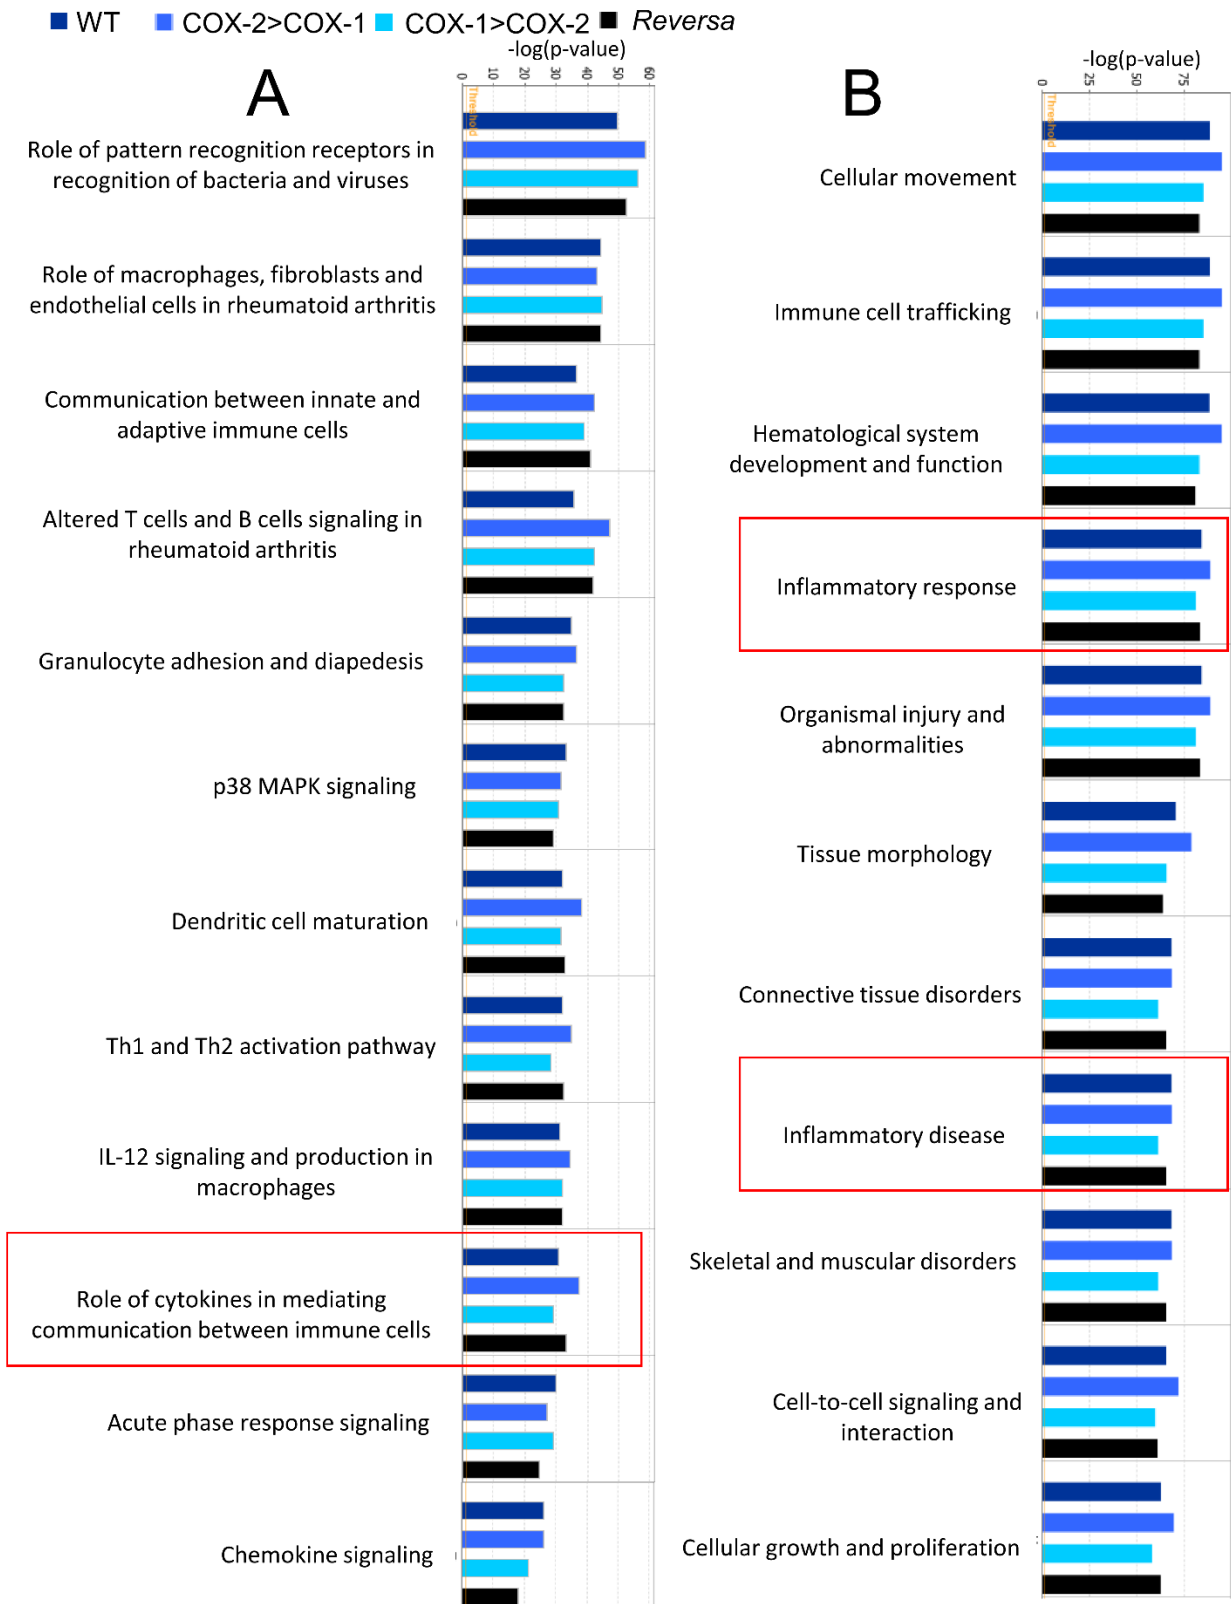 WT COX-2>COX-1 COX-1>COX-2 Reversa
A
-log(p-value)
0 10 20 30 40 50 60
Threshold
Role of pattern recognition receptors in
recognition of bacteria and viruses
Role of macrophages, fibroblasts and
endothelial cells in rheumatoid arthritis
Communication between innate and
adaptive immune cells
Altered T cells and B cells signaling in
rheumatoid arthritis
Granulocyte adhesion and diapedesis
p38 MAPK signaling
Dendritic cell maturation
Th1 and Th2 activation pathway
IL-12 signaling and production in
macrophages
Role of cytokines in mediating
communication between immune cells
Acute phase response signaling
Chemokine signaling
B
-log(p-value)
0 25 50 75
Threshold
Cellular movement
Immune cell trafficking
Hematological system
development and function
Inflammatory response
Organismal injury and
abnormalities
Tissue morphology
Connective tissue disorders
Inflammatory disease
Skeletal and muscular disorders
Cell-to-cell signaling and
interaction
Cellular growth and proliferation